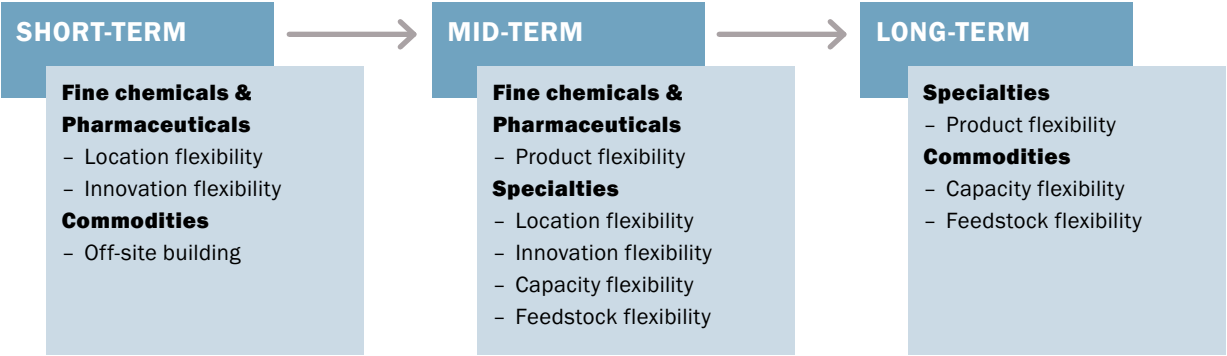 SHORT-TERM
Fine chemicals &
Pharmaceuticals
– Location flexibility
– Innovation flexibility
Commodities
– Off-site building
MID-TERM
Fine chemicals &
Pharmaceuticals
– Product flexibility
Specialties
– Location flexibility
– Innovation flexibility
– Capacity flexibility
– Feedstock flexibility
LONG-TERM
Specialties
– Product flexibility
Commodities
– Capacity flexibility
– Feedstock flexibility